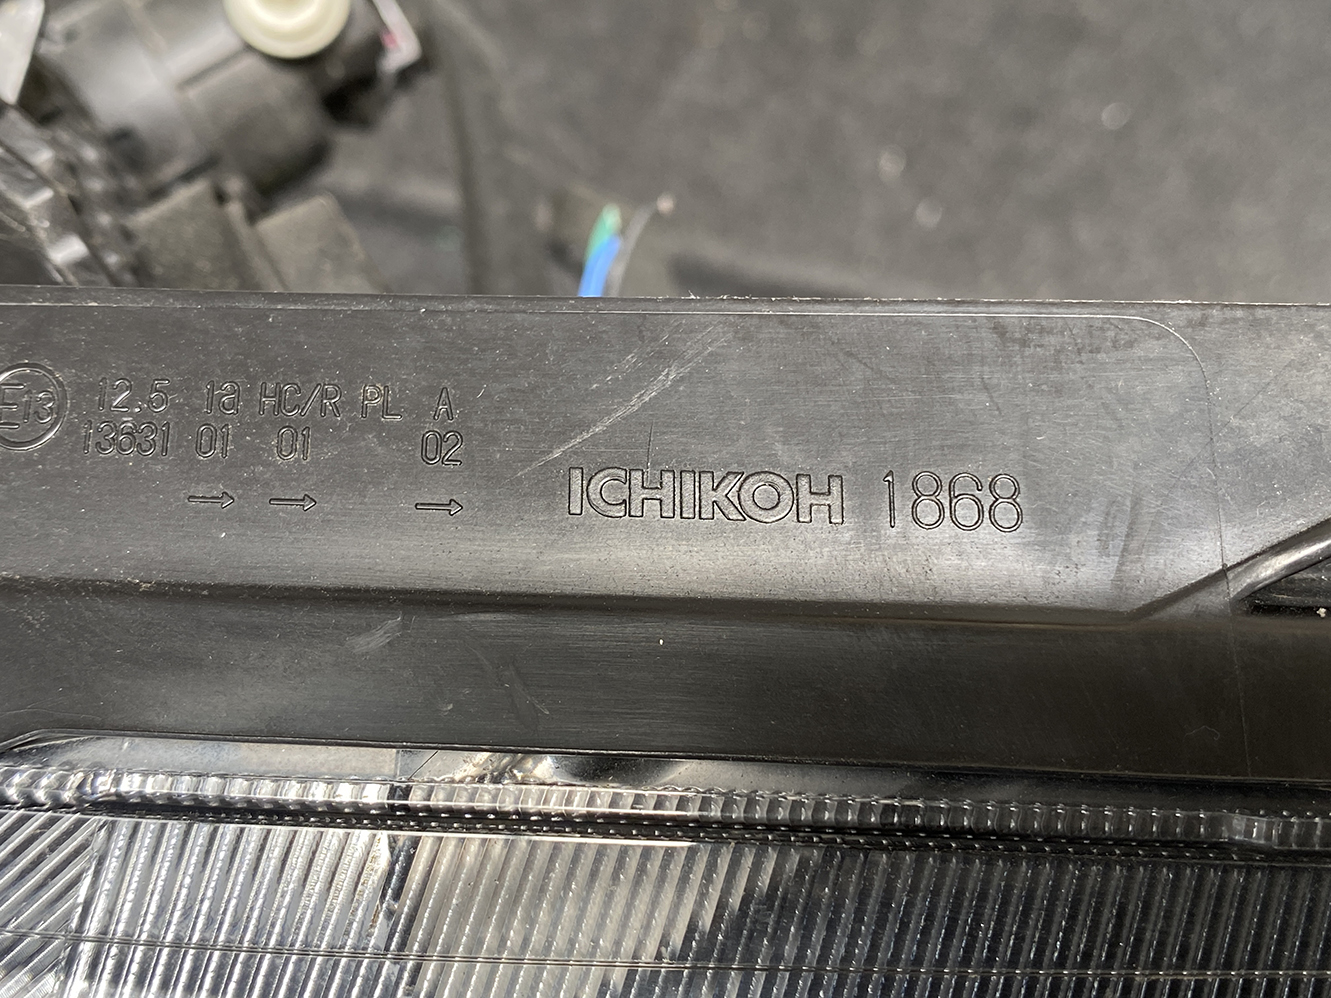 E13 12,5 1a HC/R PL A
13631 01 01 02
→ → →
ICHIKOH 1868